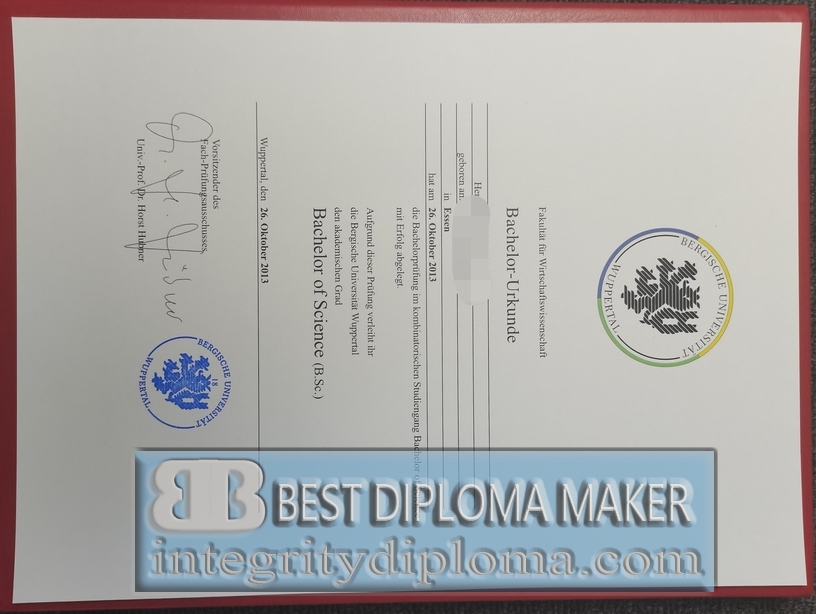 BERGISCHE UNIVERSITÄT
WUPPERTAL
Fakultät für Wirtschaftswissenschaft
Bachelor-Urkunde
Herr
geboren am
in Essen
hat am 26. Oktober 2013
die Bachelorprüfung im kombinatorischen Studiengang Bachelor of
mit Erfolg abgelegt.
Aufgrund dieser Prüfung verleiht ihr
die Bergische Universität Wuppertal
den akademischen Grad
Bachelor of Science (B.Sc.)
Wuppertal, den 26. Oktober 2013
Vorsitzender des
Fach-Prüfungsausschusses,
Univ.-Prof. Dr. Horst Hübner
BERGISCHE UNIVERSITÄT
18
WUPPERTAL
BEST DIPLOMA MAKER
integritydiploma.com